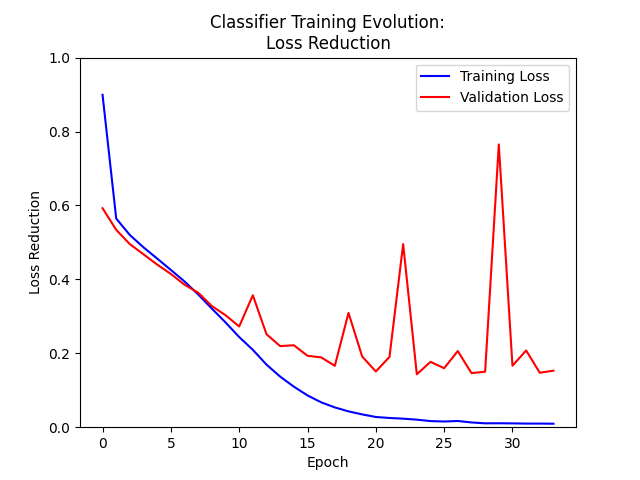 Classifier Training Evolution:
Loss Reduction
1.0
0.8
0.6
0.4
0.2
0.0
Loss Reduction
Training Loss
Validation Loss
0 5 10 15 20 25 30
Epoch